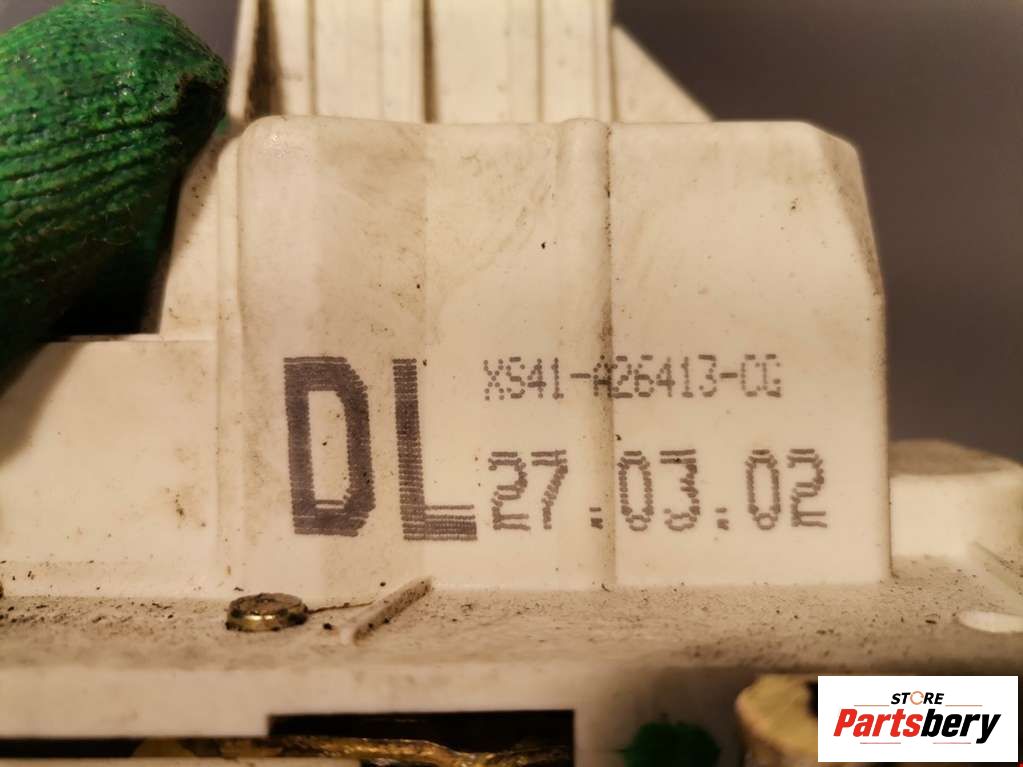 DL
XS41-A26413-CG
27.03.02
STORE
Partsbery